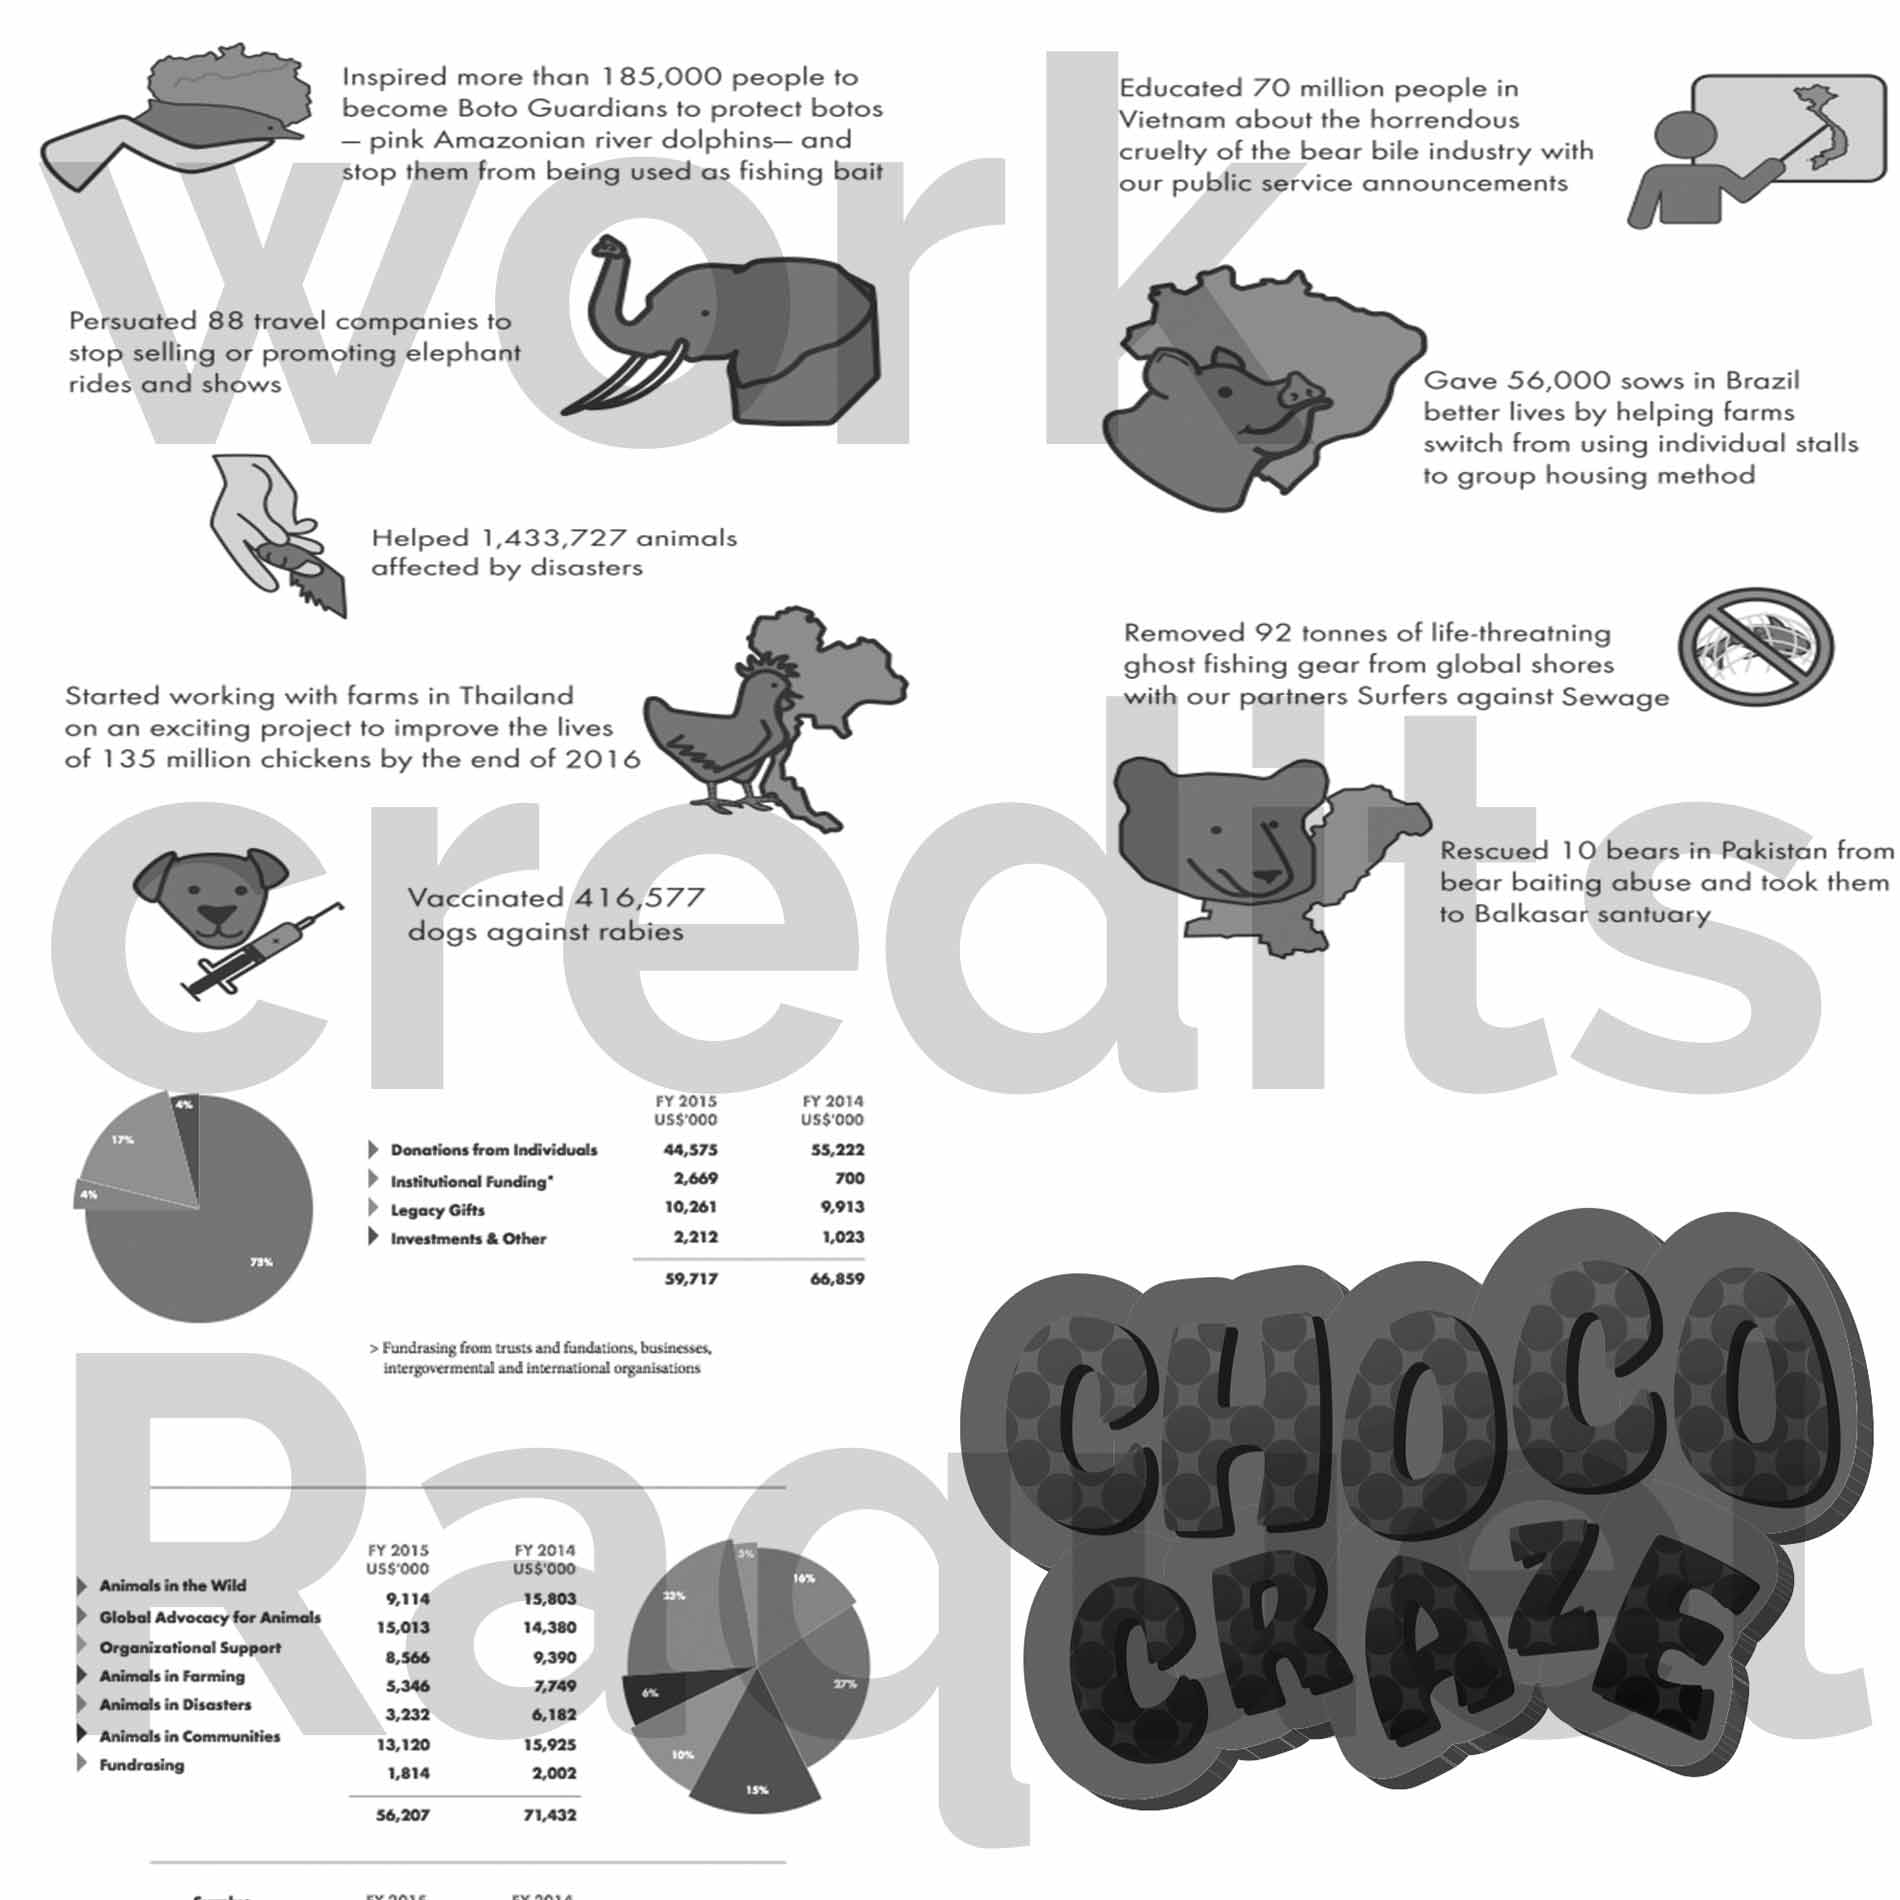 work
credits
Raquel
Inspired more than 185,000 people to
become Boto Guardians to protect botos
— pink Amazonian river dolphins— and
stop them from being used as fishing bait
Educated 70 million people in
Vietnam about the horrendous
cruelty of the bear bile industry with
our public service announcements
Persuated 88 travel companies to
stop selling or promoting elephant
rides and shows
Gave 56,000 sows in Brazil
better lives by helping farms
switch from using individual stalls
to group housing method
Helped 1,433,727 animals
affected by disasters
Removed 92 tonnes of life-threatning
ghost fishing gear from global shores
with our partners Surfers against Sewage
Started working with farms in Thailand
on an exciting project to improve the lives
of 135 million chickens by the end of 2016
Rescued 10 bears in Pakistan from
bear baiting abuse and took them
to Balkasar santuary
Vaccinated 416,577
dogs against rabies
4%
17%
4%
73%
FY 2015 FY 2014
US$'000 US$'000
Donations from Individuals 44,575 55,222
Institutional Funding* 2,669 700
Legacy Gifts 10,261 9,913
Investments & Other 2,212 1,023
59,717 66,859
> Fundrasing from trusts and fundations, businesses,
intergovermental and international organisations
CHOCO
CRAZE
FY 2015 FY 2014
US$'000 US$'000
Animals in the Wild 9,114 15,803
Global Advocacy for Animals 15,013 14,380
Organizational Support 8,566 9,390
Animals in Farming 5,346 7,749
Animals in Disasters 3,232 6,182
Animals in Communities 13,120 15,925
Fundrasing 1,814 2,002
56,207 71,432
3%
16%
23%
27%
6%
10%
15%
FY 2015 FY 2014